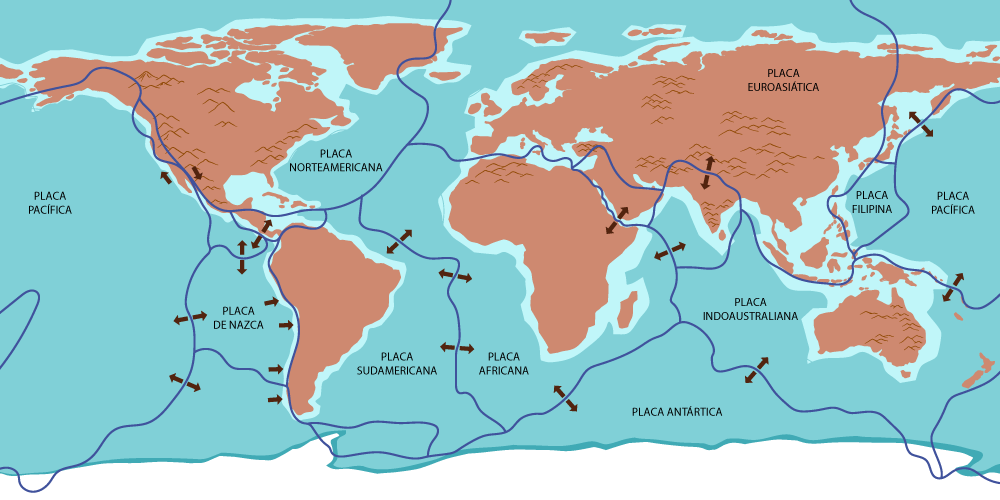 PLACA
EUROASIÁTICA
PLACA
NORTEAMERICANA
PLACA
PACÍFICA
PLACA
FILIPINA
PLACA
PACÍFICA
PLACA
DE NAZCA
PLACA
INDOAUSTRALIANA
PLACA
SUDAMERICANA
PLACA
AFRICANA
PLACA ANTÁRTICA